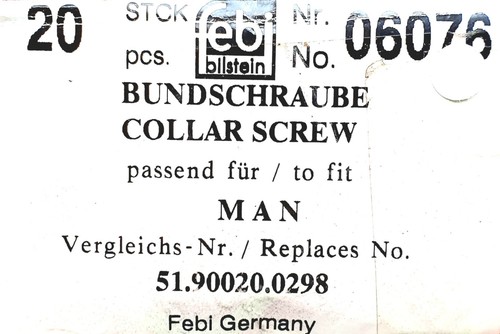 20 STCK feb Nr. 06076
pcs. bilstein No.
BUNDSCHRAUBE
COLLAR SCREW
passend für / to fit
MAN
Vergleichs-Nr. / Replaces No.
51.90020.0298
Febi Germany